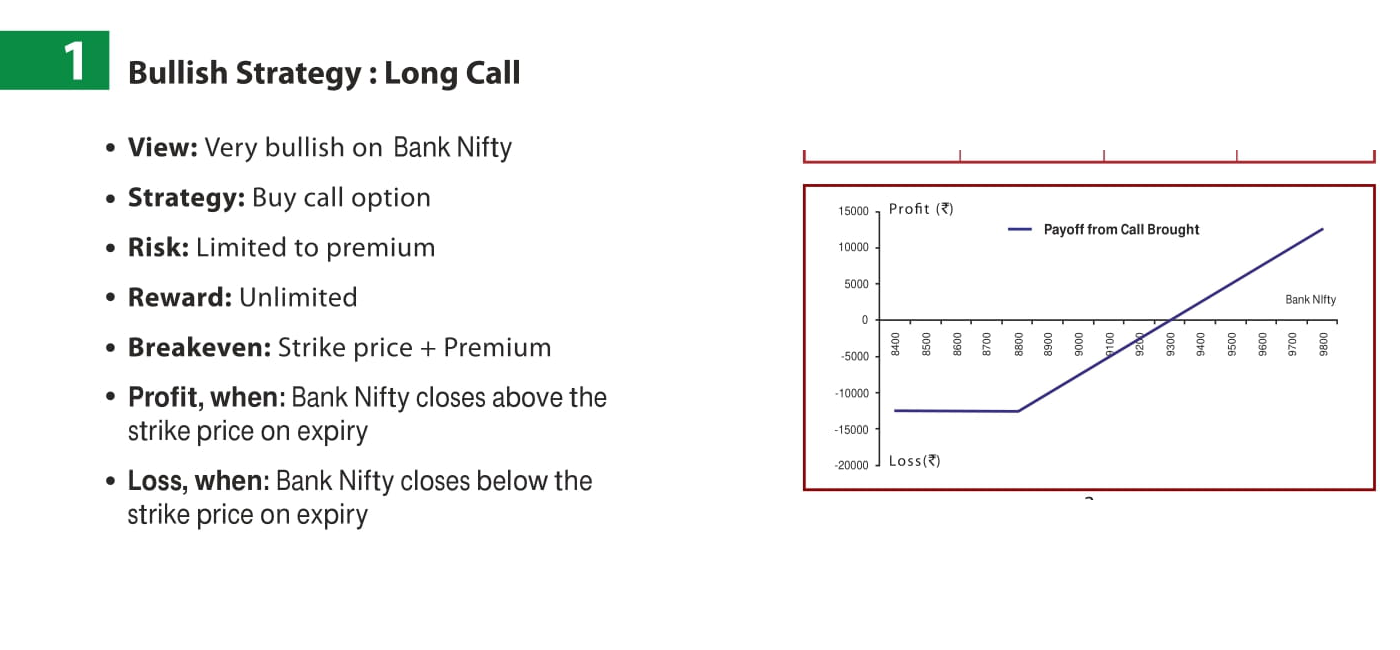 1
Bullish Strategy : Long Call
• View: Very bullish on Bank Nifty
• Strategy: Buy call option
• Risk: Limited to premium
• Reward: Unlimited
• Breakeven: Strike price + Premium
• Profit, when: Bank Nifty closes above the
strike price on expiry
• Loss, when: Bank Nifty closes below the
strike price on expiry
Profit (₹)
Payoff from Call Brought
15000
10000
5000
0
-5000
-10000
-15000
-20000
Bank NIfty
8400 8500 8600 8700 8800 8900 9000 9100 9200 9300 9400 9500 9600 9700 9800
Loss(₹)